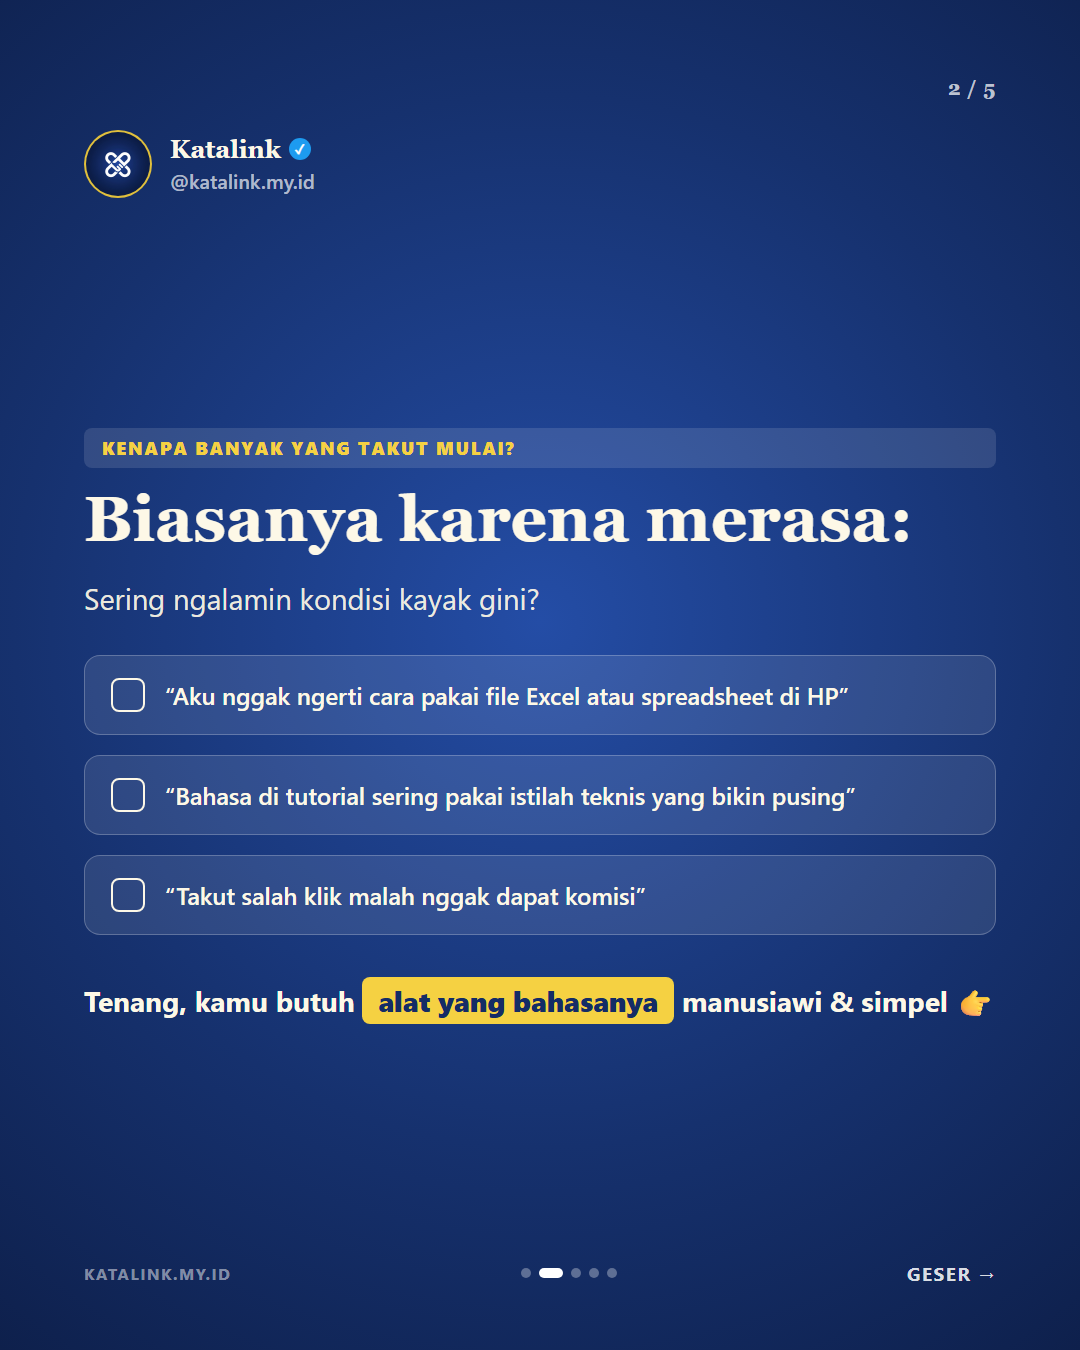 2 / 5
Katalink
@katalink.my.id
KENAPA BANYAK YANG TAKUT MULAI?
Biasanya karena merasa:
Sering ngalamin kondisi kayak gini?
“Aku nggak ngerti cara pakai file Excel atau spreadsheet di HP”
“Bahasa di tutorial sering pakai istilah teknis yang bikin pusing”
“Takut salah klik malah nggak dapat komisi”
Tenang, kamu butuh alat yang bahasanya manusiawi & simpel 👉
KATALINK.MY.ID
GESER →